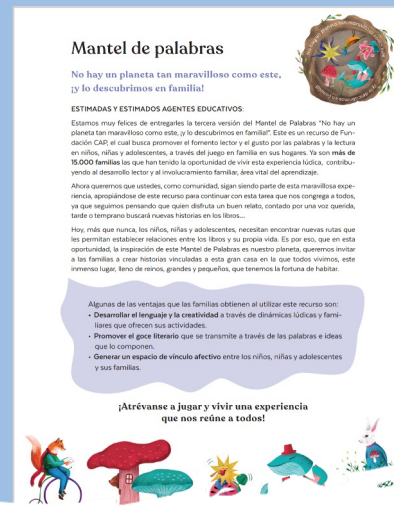 Mantel de palabras
No hay un planeta tan maravilloso como este,
¡y lo descubrimos en familia!
ESTIMADAS Y ESTIMADOS AGENTES EDUCATIVOS:
Estamos muy felices de entregarles la tercera versión del Mantel de Palabras "No hay un
planeta tan maravilloso como este, ¡y lo descubrimos en familia!". Este es un recurso de Fun-
dación CAP, el cual busca promover el fomento lector y el gusto por las palabras y la lectura
en niños, niñas y adolescentes, a través del juego en familia en sus hogares. Ya son más de
15.000 familias las que han tenido la oportunidad de vivir esta experiencia lúdica, contribu-
yendo al desarrollo lector y al involucramiento familiar, área vital del aprendizaje.
Ahora queremos que ustedes, como comunidad, sigan siendo parte de esta maravillosa expe-
riencia, apropiándose de este recurso para continuar con esta tarea que nos congrega a todos,
ya que seguimos pensando que quien disfruta un buen relato, contado por una voz querida,
tarde o temprano buscará nuevas historias en los libros...
Hoy, más que nunca, los niños, niñas y adolescentes, necesitan encontrar nuevas rutas que
les permitan establecer relaciones entre los libros y su propia vida. Es por eso, que en esta
oportunidad, la inspiración de este Mantel de Palabras es nuestro planeta, queremos invitar
a las familias a crear historias vinculadas a esta gran casa en la que todos vivimos, este
inmenso lugar, lleno de reinos, grandes y pequeños, que tenemos la fortuna de habitar.
Algunas de las ventajas que las familias obtienen al utilizar este recurso son:
• Desarrollar el lenguaje y la creatividad a través de dinámicas lúdicas y fami-
liares que ofrecen sus actividades.
• Promover el goce literario que se transmite a través de las palabras e ideas
que lo componen.
• Generar un espacio de vínculo afectivo entre los niños, niñas y adolescentes
y sus familias.
¡Atrévanse a jugar y vivir una experiencia
que nos reúne a todos!